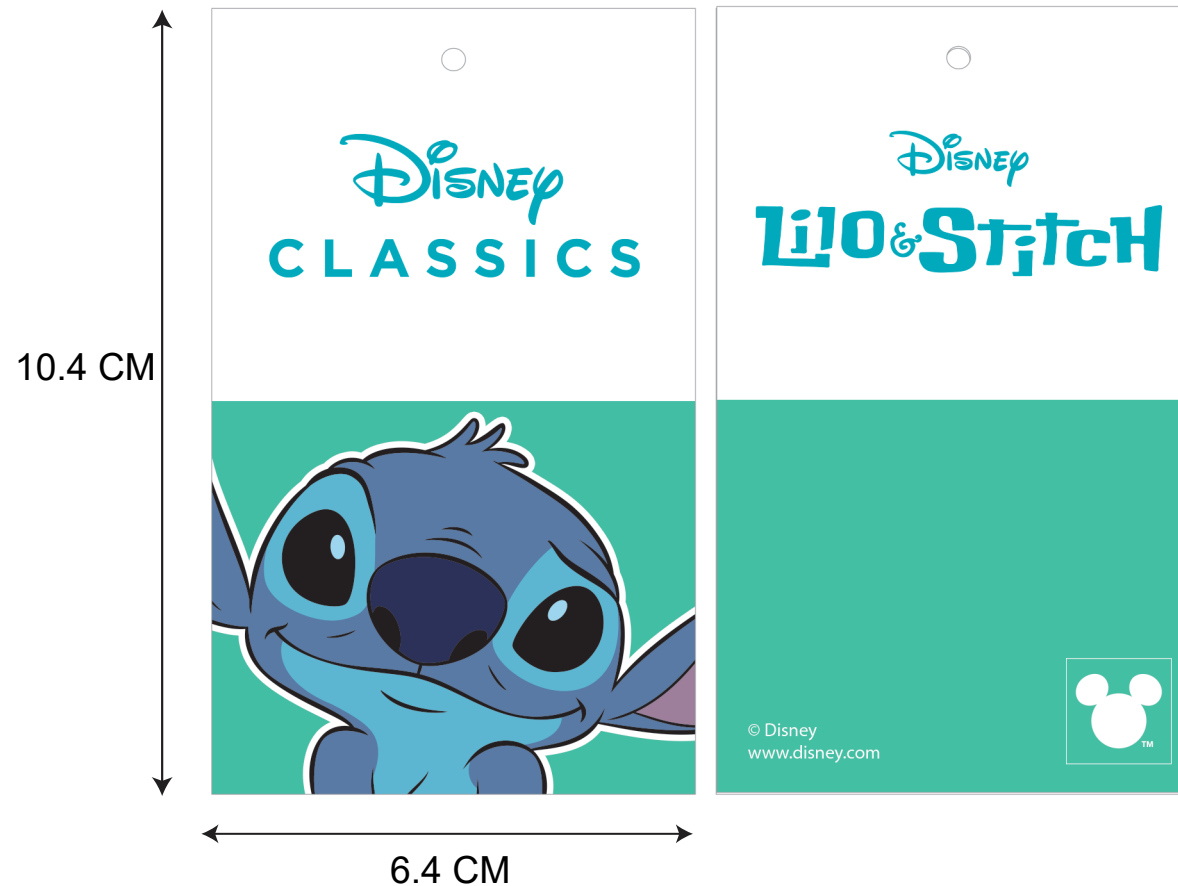 Disney
CLASSICS
Disney
Lilo & Stitch
10.4 CM
© Disney
www.disney.com
TM
6.4 CM